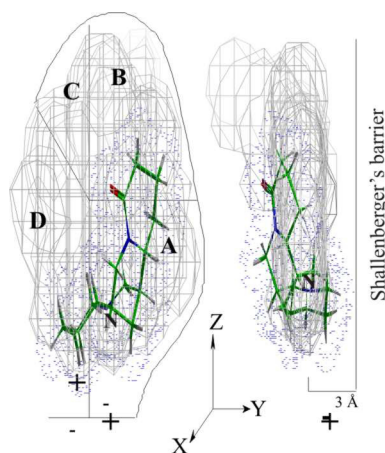 B
C
D
A
N
N
+
-
-
+
+
Z
Y
X
3 Å
Shallenberger's barrier